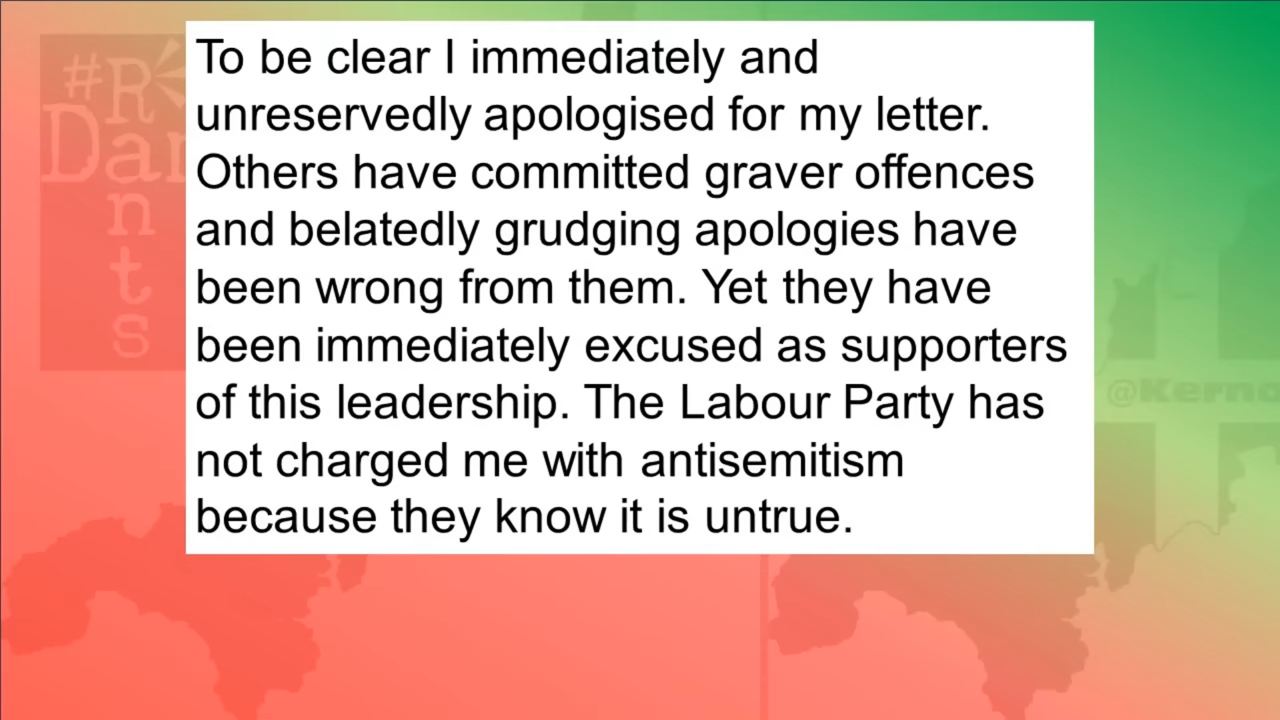 To be clear I immediately and
unreservedly apologised for my letter.
Others have committed graver offences
and belatedly grudging apologies have
been wrong from them. Yet they have
been immediately excused as supporters
of this leadership. The Labour Party has
not charged me with antisemitism
because they know it is untrue.
#R
Dan
n
t
s
@Kerno